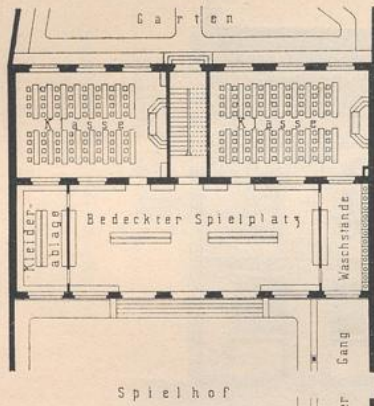 Garten
Klasse
Klasse
Kleider-
ablage
Bedeckter Spielplatz
Waschstände
Gang
Spielhof